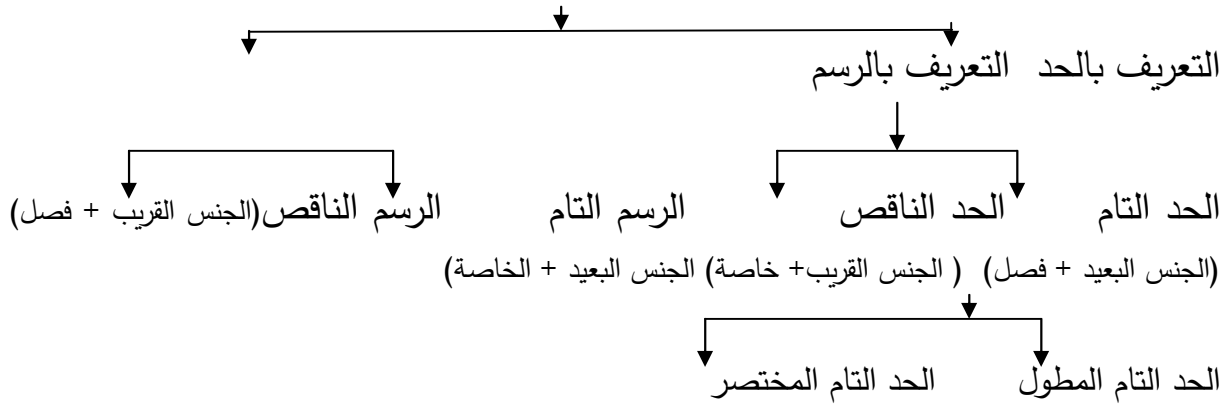 التعريف بالحد التعريف بالرسم
الحد التام الحد الناقص الرسم التام الرسم الناقص(الجنس القريب + فصل)
(الجنس البعيد + فصل) ( الجنس القريب+ خاصة) الجنس البعيد + الخاصة)
الحد التام المطول الحد التام المختصر